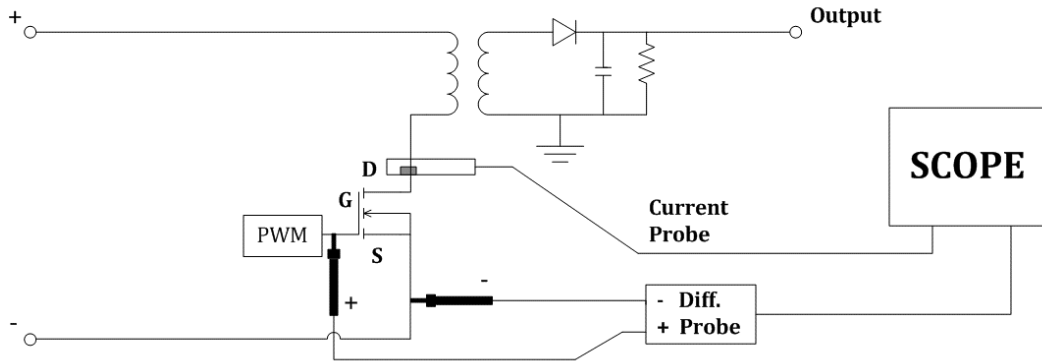 +
Output
D
SCOPE
G
Current
Probe
PWM
S
-
+
- Diff.
+ Probe
-